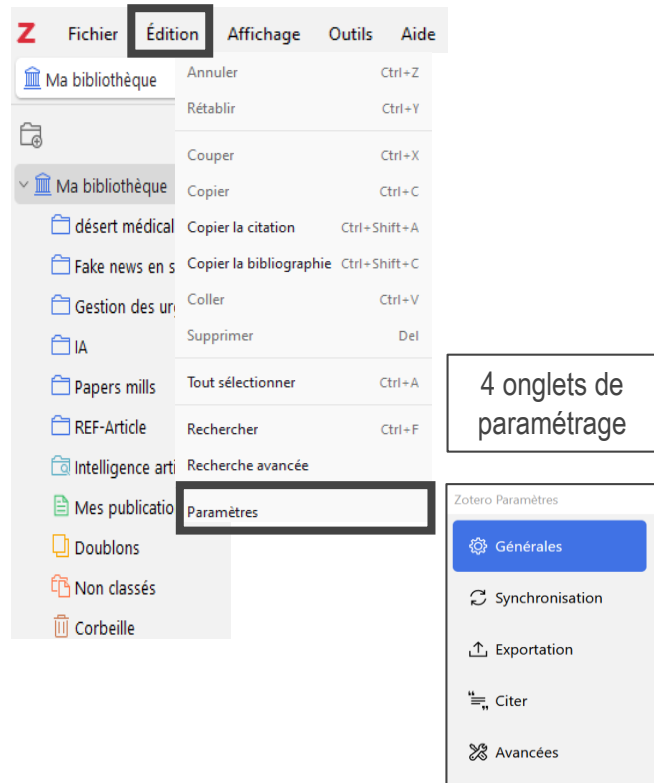 Z Fichier Édition Affichage Outils Aide
Ma bibliothèque
Annuler Ctrl+Z
Rétablir Ctrl+Y
Couper Ctrl+X
Ma bibliothèque
Copier Ctrl+C
désert médical
Copier la citation Ctrl+Shift+A
Fake news en s
Copier la bibliographie Ctrl+Shift+C
Gestion des ur
Coller Ctrl+V
IA
Supprimer Del
Papers mills
Tout sélectionner Ctrl+A
REF-Article
Rechercher Ctrl+F
Intelligence arti
Recherche avancée
Mes publicatio
Paramètres
Doublons
Non classés
Corbeille
4 onglets de
paramétrage
Zotero Paramètres
Générales
Synchronisation
Exportation
Citer
Avancées